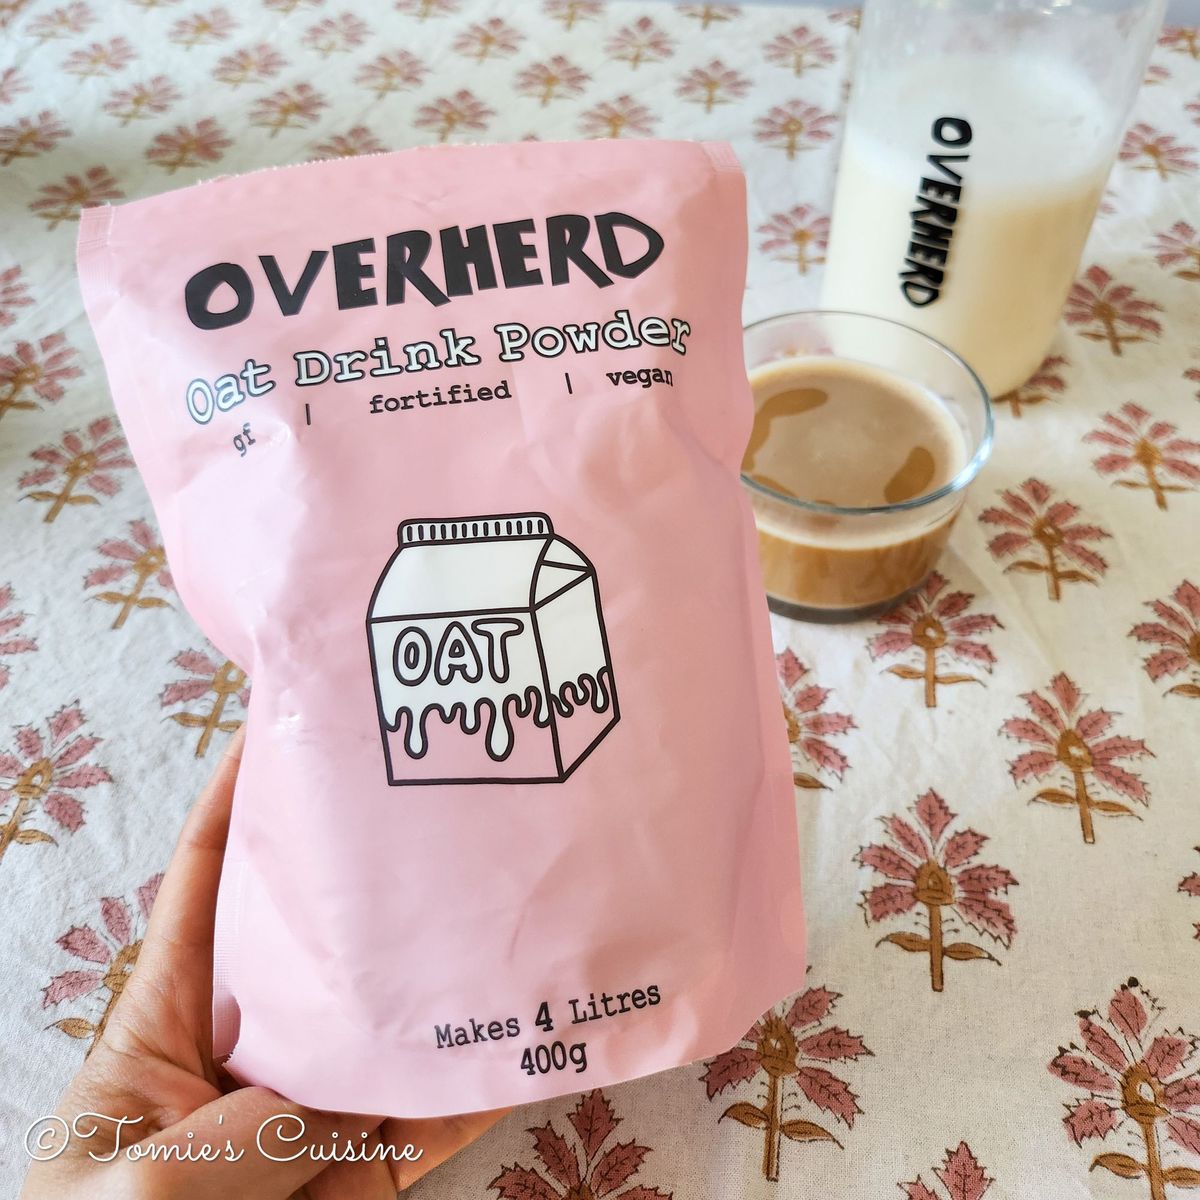 OVERHERD
Oat Drink Powder
gf | fortified | vegan
OAT
Makes 4 Litres
400g
OVERHERD
©Tomie's Cuisine